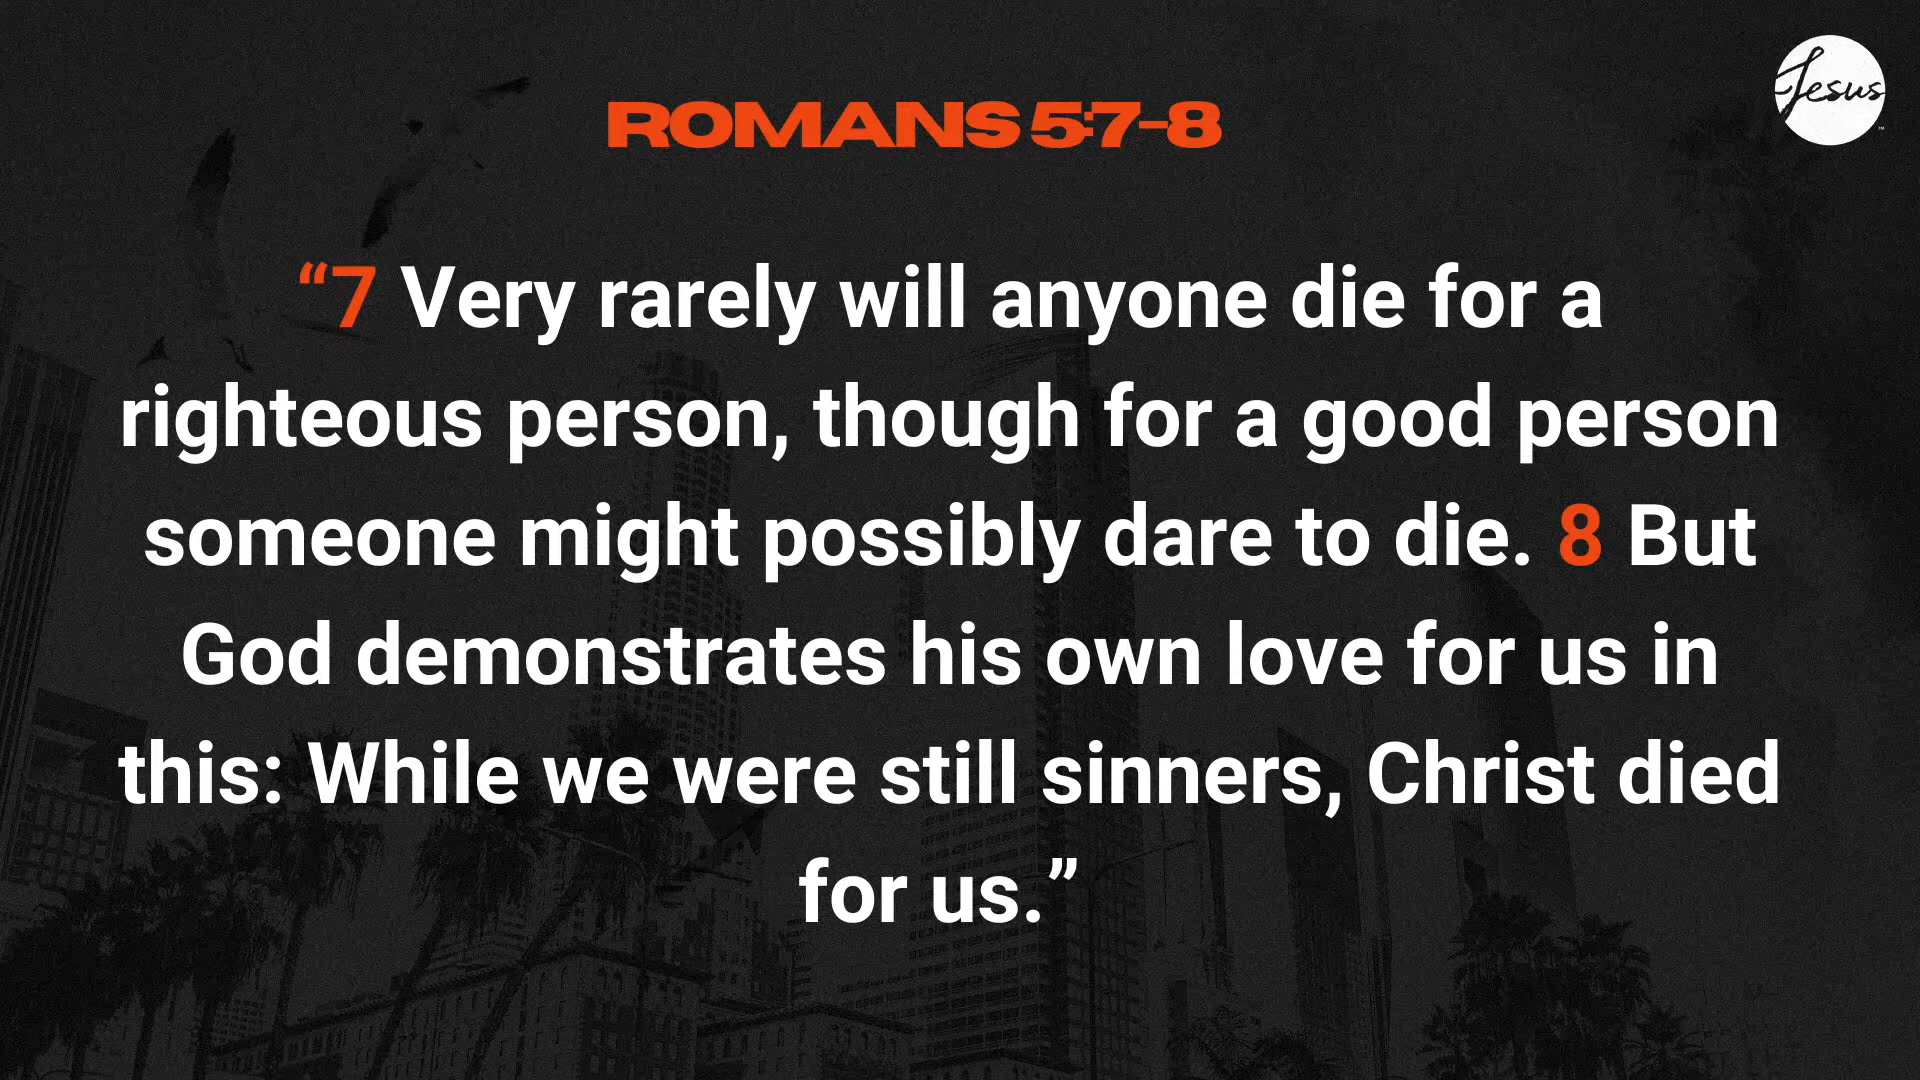 Jesus
™
ROMANS 5:7-8
“7 Very rarely will anyone die for a
righteous person, though for a good person
someone might possibly dare to die. 8 But
God demonstrates his own love for us in
this: While we were still sinners, Christ died
for us.”